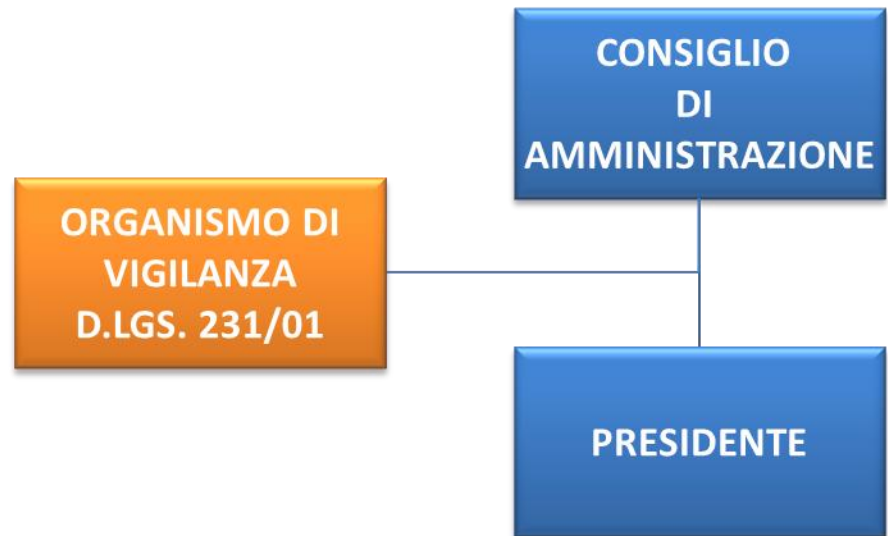 CONSIGLIO
DI
AMMINISTRAZIONE
ORGANISMO DI
VIGILANZA
D.LGS. 231/01
PRESIDENTE